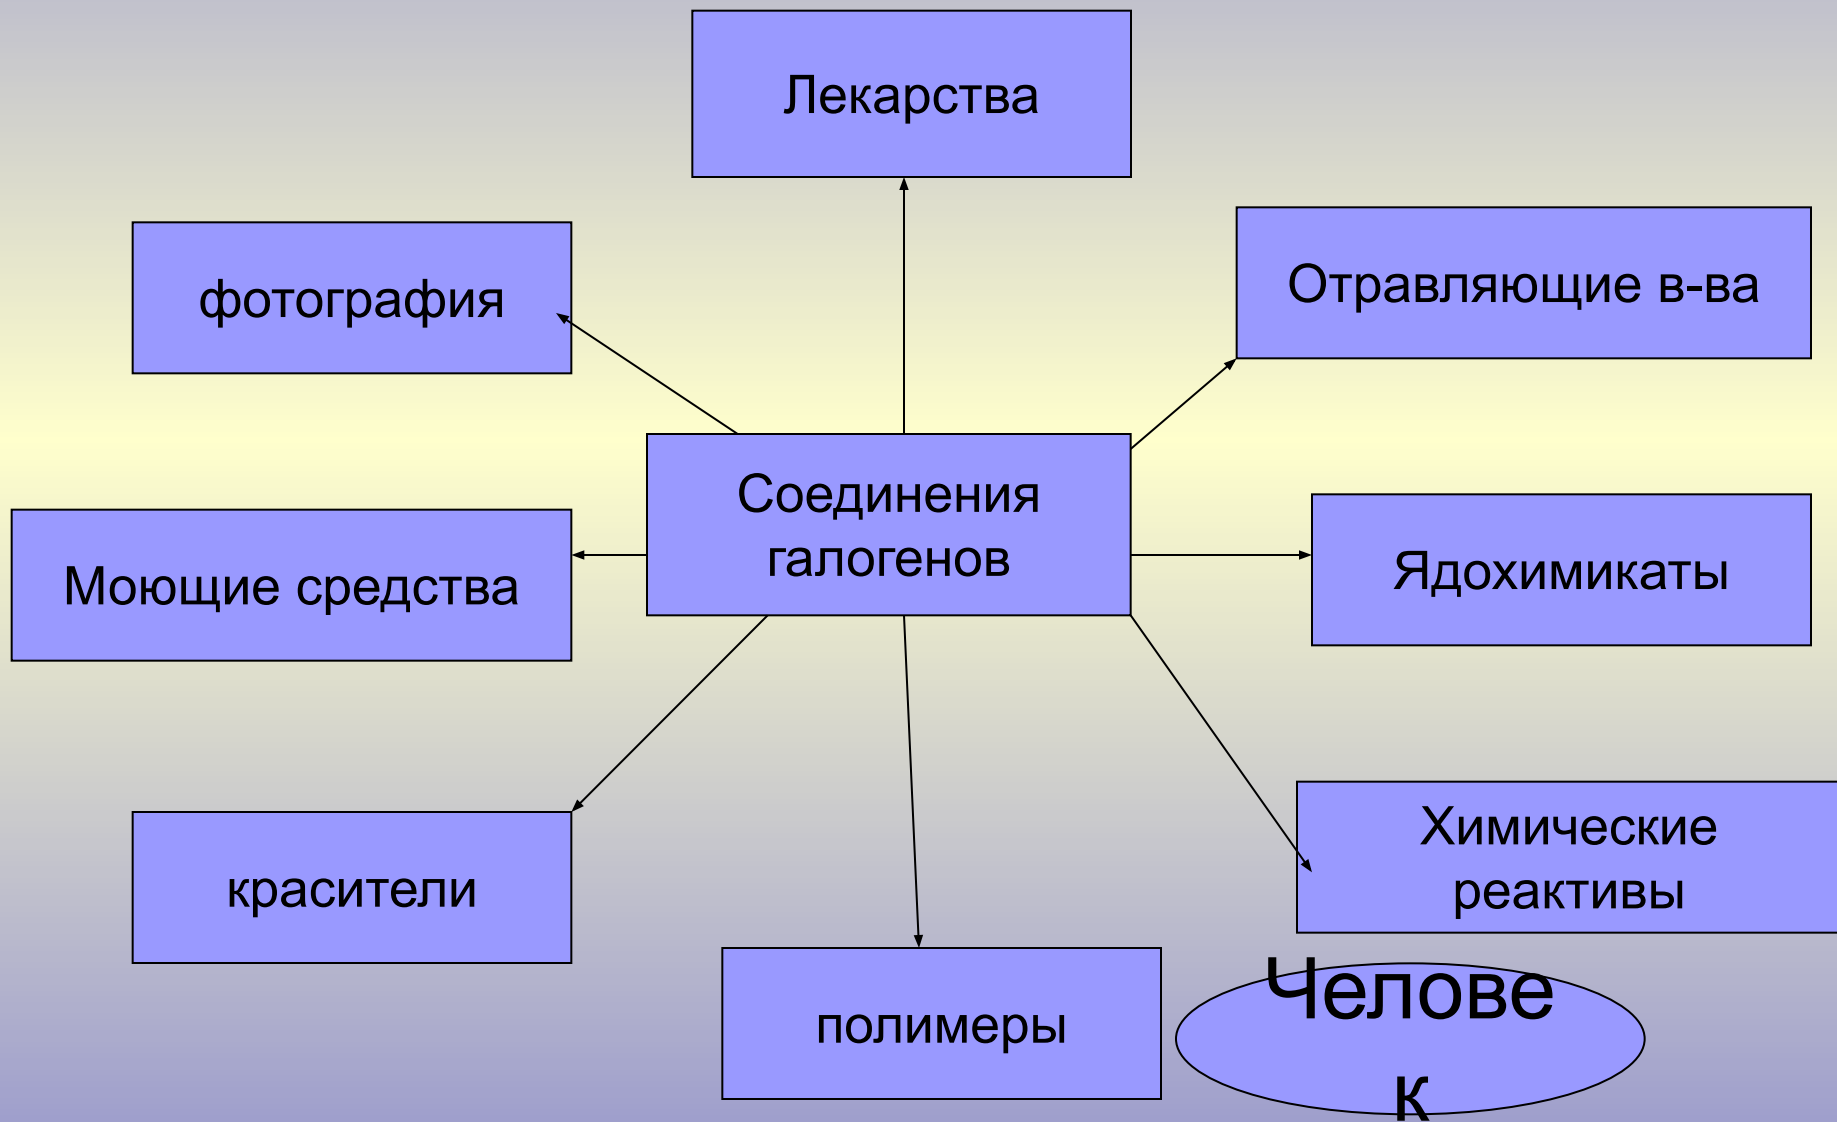 Лекарства
фотография
Отравляющие в-ва
Соединения
галогенов
Моющие средства
Ядохимикаты
Химические
реактивы
красители
полимеры
Челове
к